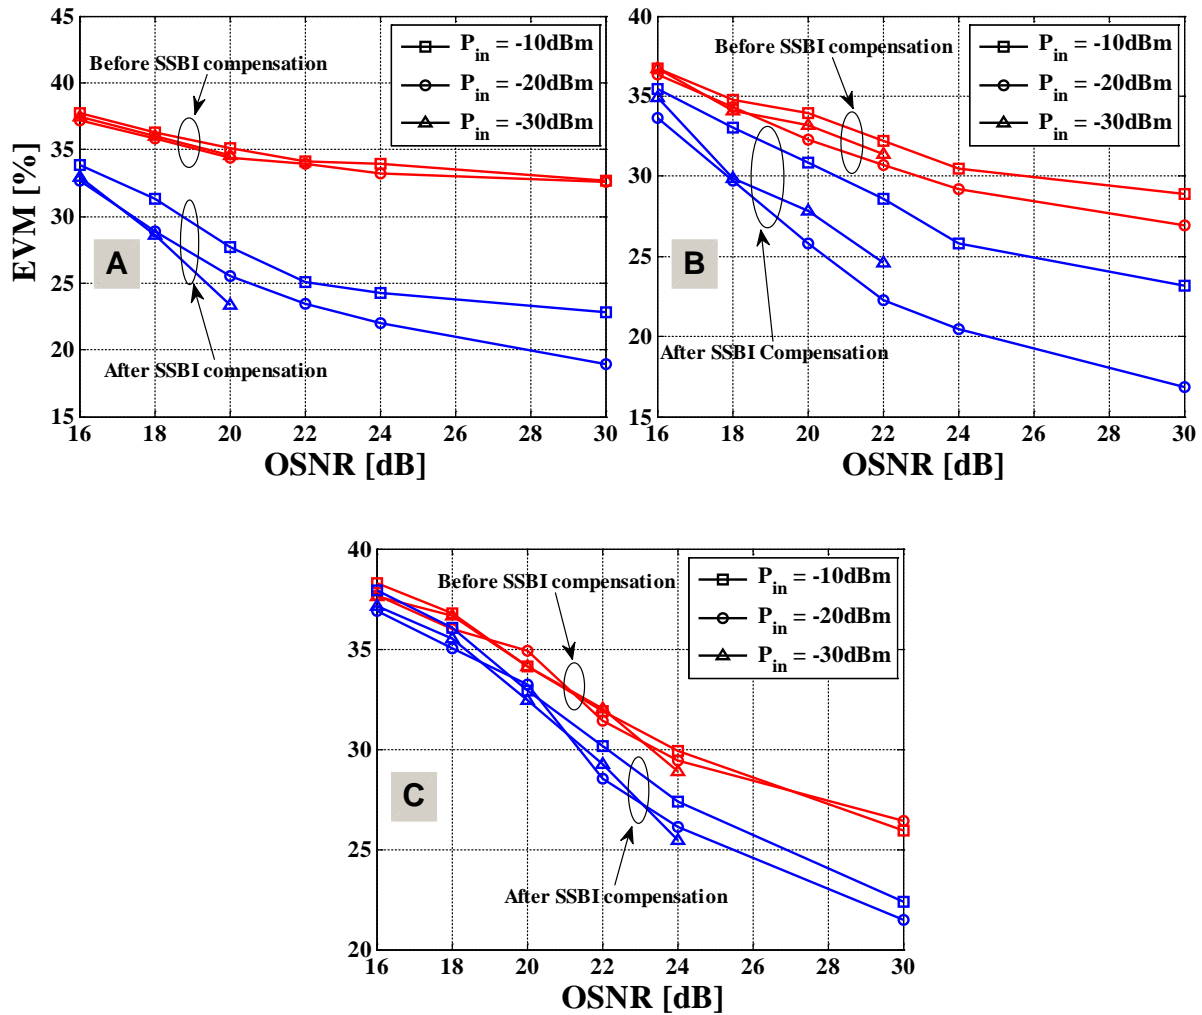 45
40
35
30
25
20
15
EVM [%]
Before SSBI compensation
P_in = -10dBm
P_in = -20dBm
P_in = -30dBm
A
After SSBI compensation
16 18 20 22 24 26 28 30
OSNR [dB]
40
35
30
25
20
15
Before SSBI compensation
P_in = -10dBm
P_in = -20dBm
P_in = -30dBm
B
After SSBI Compensation
16 18 20 22 24 26 28 30
OSNR [dB]
40
35
30
25
20
Before SSBI compensation
P_in = -10dBm
P_in = -20dBm
P_in = -30dBm
C
After SSBI compensation
16 18 20 22 24 26 28 30
OSNR [dB]